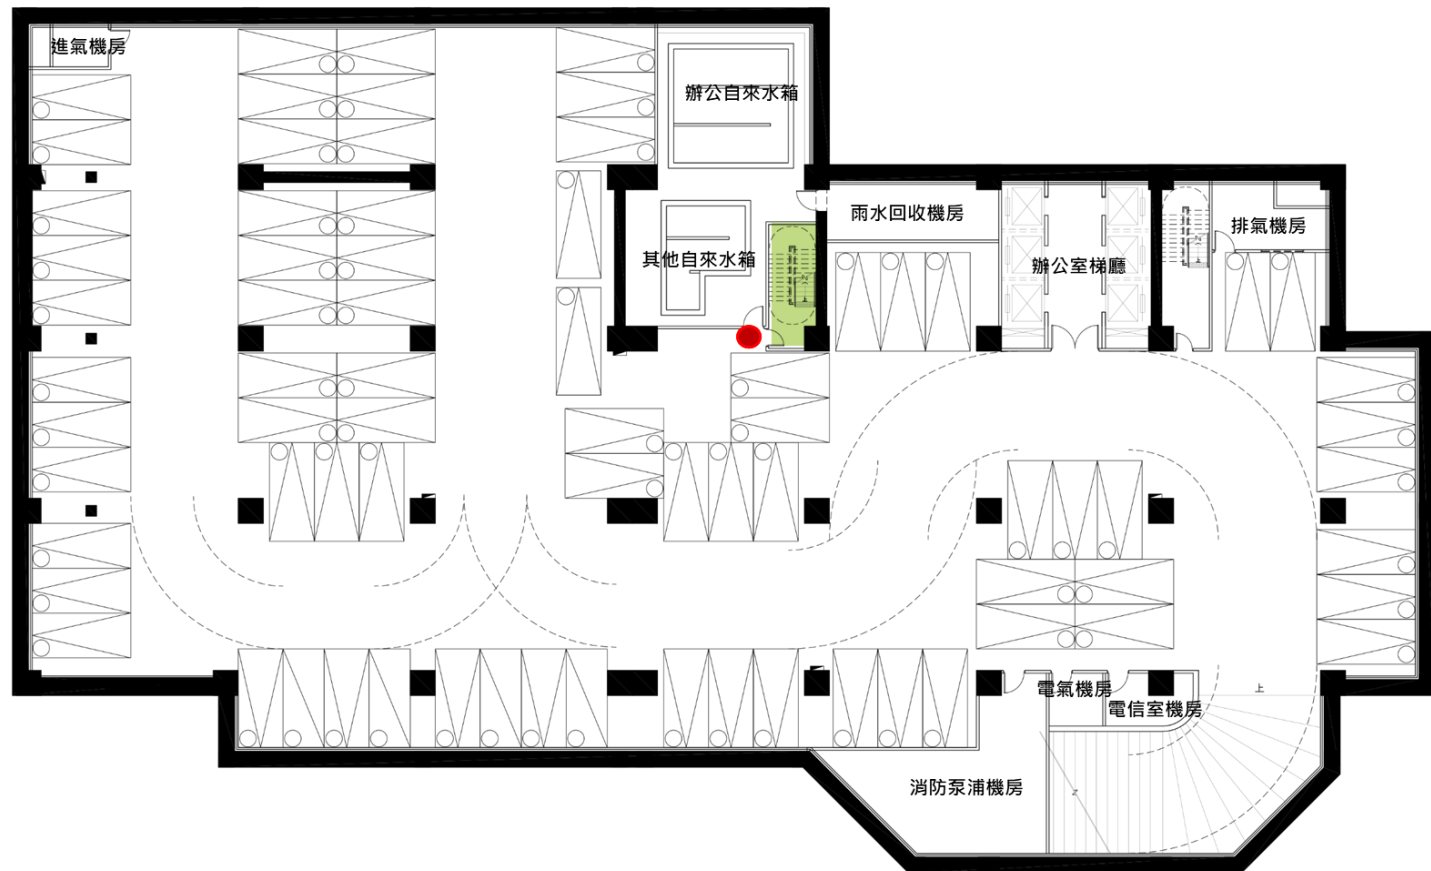 進氣機房
辦公自來水箱
雨水回收機房
排氣機房
其他自來水箱
辦公室梯廳
電氣機房
上
電信室機房
消防泵浦機房